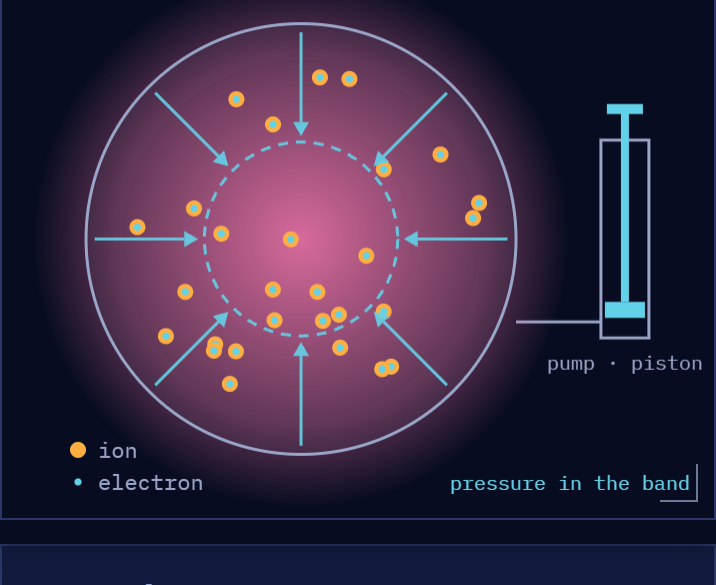 pump · piston
ion
electron
pressure in the band